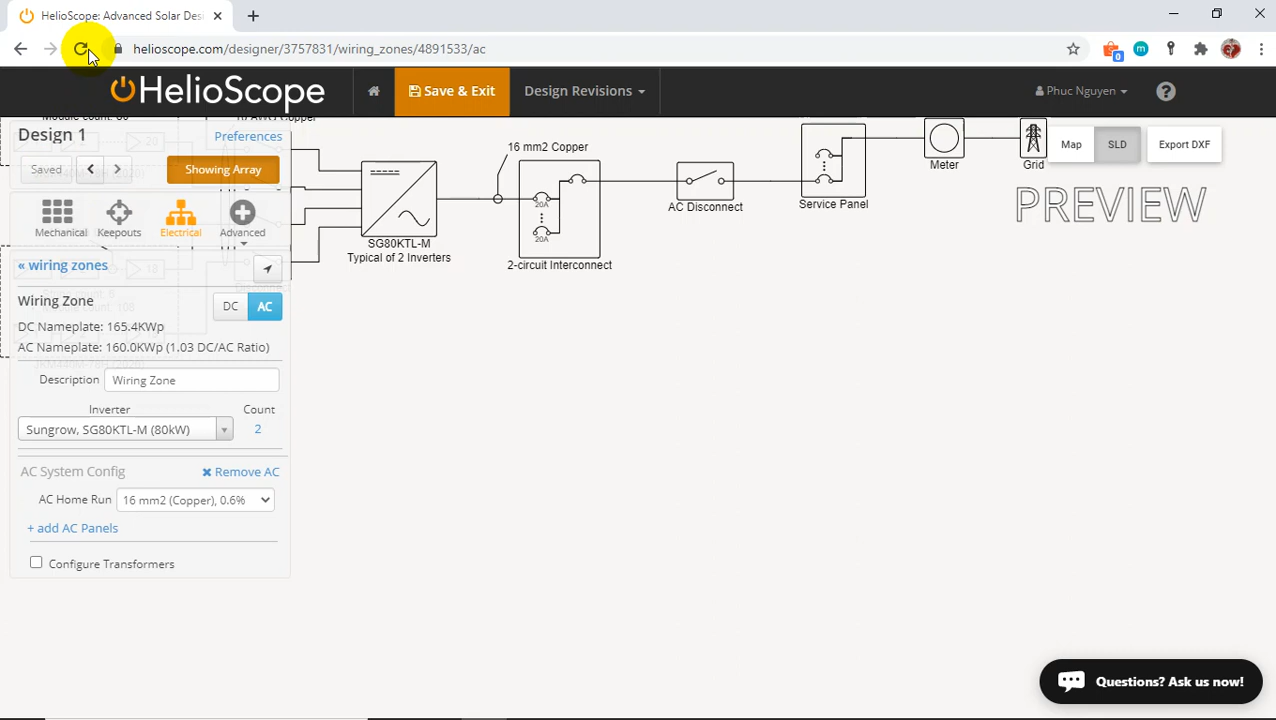 HelioScope: Advanced Solar Des
helioscope.com/designer/3757831/wiring_zones/4891533/ac
0
HelioScope
Save & Exit
Design Revisions
Phuc Nguyen
?
Design 1
Preferences
Saved
Showing Array
Mechanical
Keepouts
Electrical
Advanced
« wiring zones
Wiring Zone
DC
AC
DC Nameplate: 165.4KWp
AC Nameplate: 160.0KWp (1.03 DC/AC Ratio)
Description
Wiring Zone
Inverter
Count
Sungrow, SG80KTL-M (80kW)
2
AC System Config
Remove AC
AC Home Run
16 mm2 (Copper), 0.6%
+ add AC Panels
Configure Transformers
SG80KTL-M
Typical of 2 Inverters
16 mm2 Copper
20A
20A
2-circuit Interconnect
AC Disconnect
Service Panel
Meter
Grid
Map
SLD
Export DXF
PREVIEW
Questions? Ask us now!